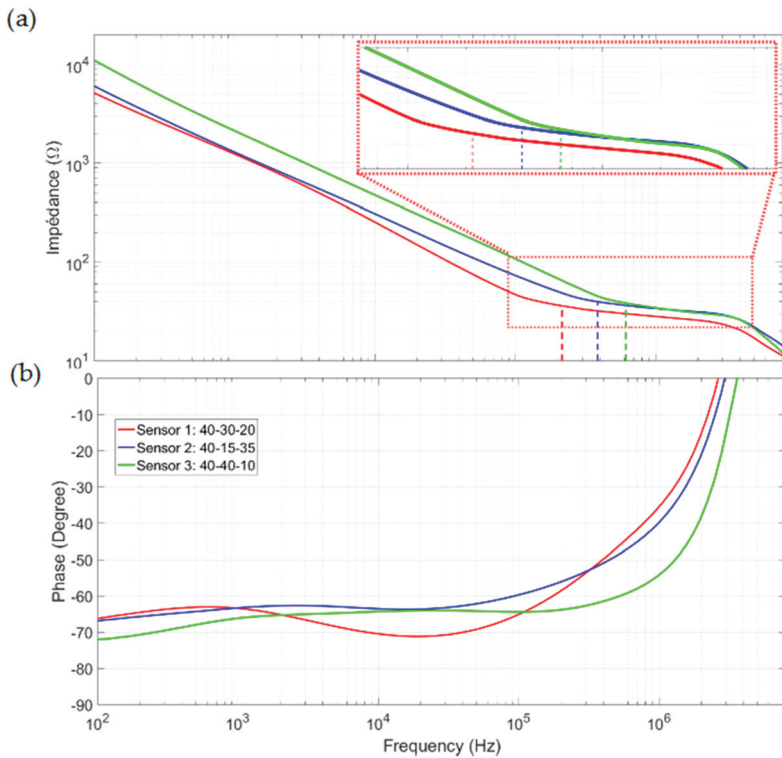 (a)
10⁴
10³
10²
10¹
Impédance (Ω)
(b)
0
-10
-20
-30
-40
-50
-60
-70
-80
-90
Phase (Degree)
Sensor 1: 40-30-20
Sensor 2: 40-15-35
Sensor 3: 40-40-10
10² 10³ 10⁴ 10⁵ 10⁶
Frequency (Hz)